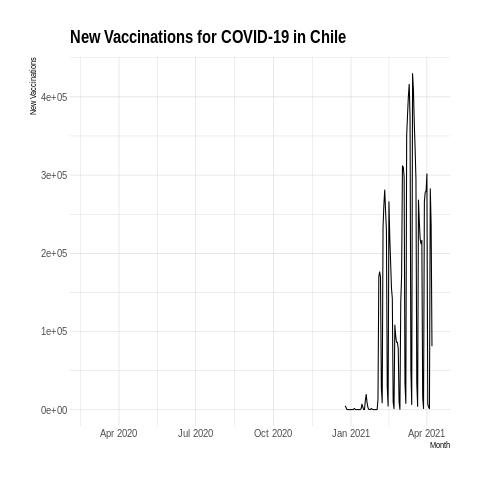 New Vaccinations for COVID-19 in Chile
New Vaccinations
4e+05
3e+05
2e+05
1e+05
0e+00
Apr 2020
Jul 2020
Oct 2020
Jan 2021
Apr 2021
Month